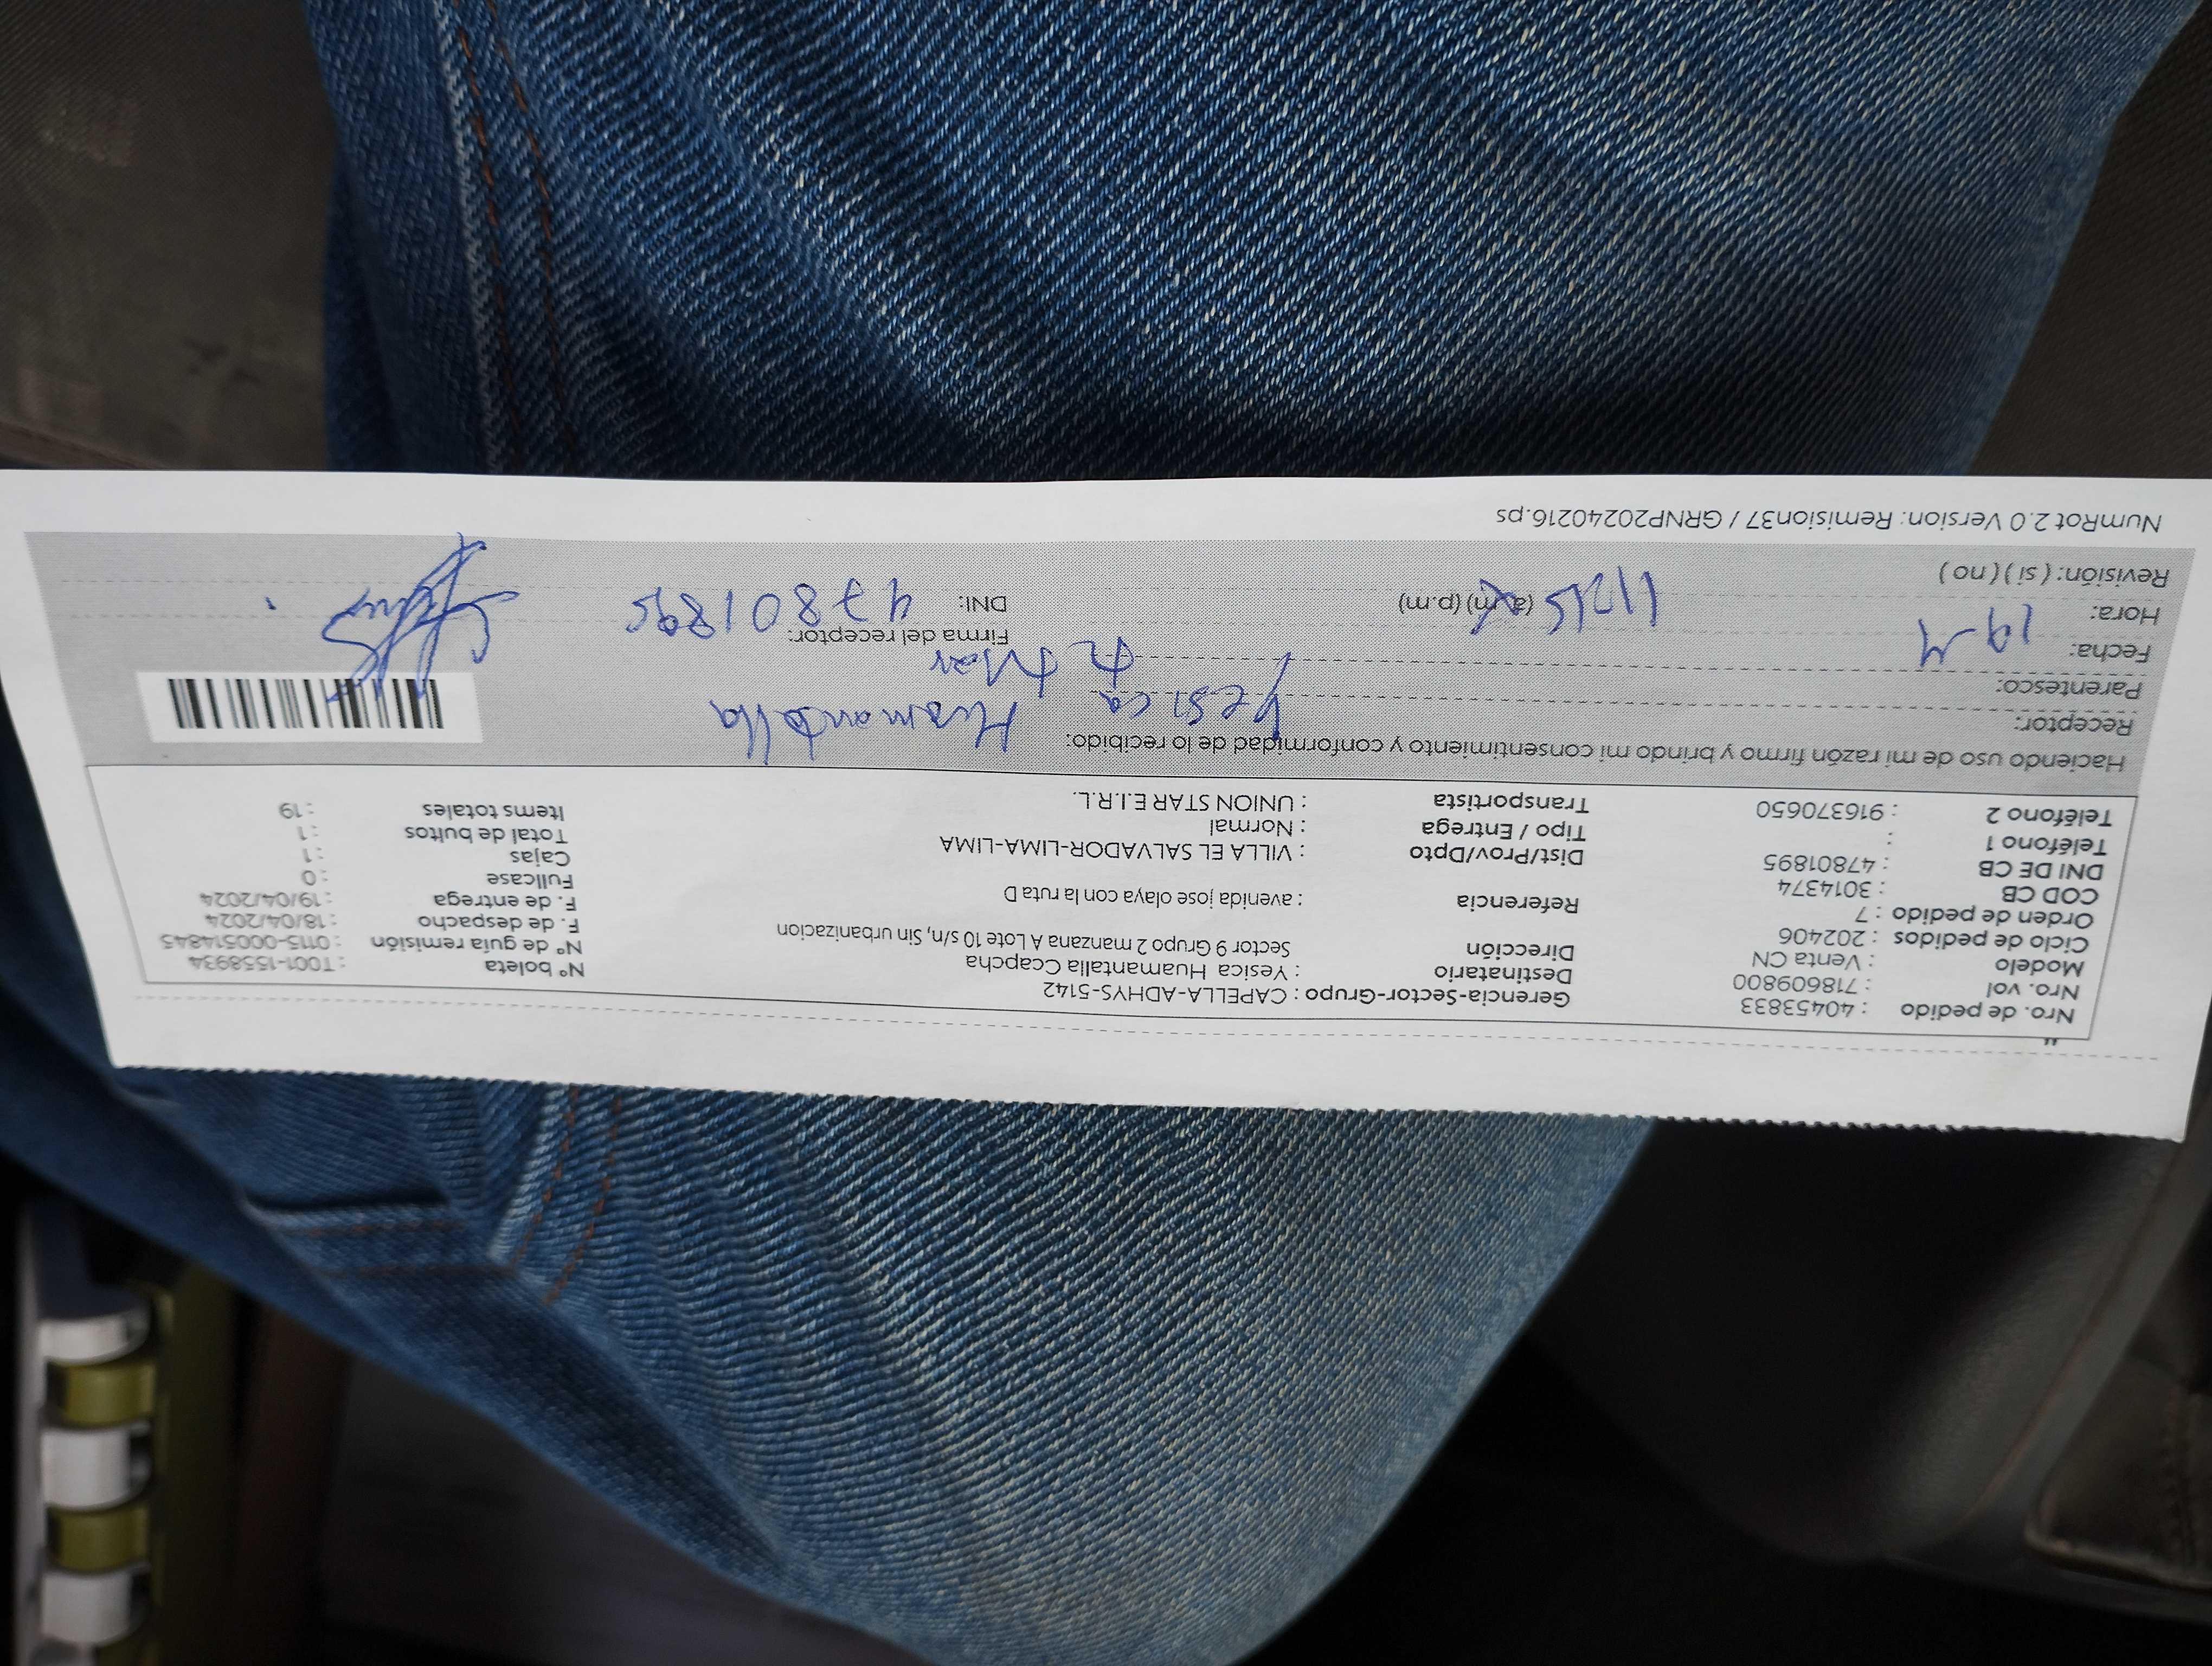 Nro. de pedido : 40453833 Gerencia-Sector-Grupo : CAPELLA-ADHYS-5142 N° boleta : T001-1558934
Nro. vol : 718609800 Destinatario : Yesica Huamantalla Ccapcha N° de guía remisión : 0115-000514845
Modelo : Venta CN Dirección Sector 9 Grupo 2 manzana A Lote 10 s/n, Sin urbanizacion F. de despacho : 18/04/2024
Ciclo de pedidos : 202406 F. de entrega : 19/04/2024
Orden de pedido : 7 Referencia : avenida jose olaya con la ruta D Fullcase : 0
COD CB : 3014374 Cajas : 1
DNI DE CB : 47801895 Dist/Prov/Dpto : VILLA EL SALVADOR-LIMA-LIMA Total de bultos : 1
Teléfono 1 : Tipo / Entrega : Normal Items totales : 19
Teléfono 2 : 916370650 Transportista : UNION STAR E.I.R.L.
Haciendo uso de mi razón firmo y brindo mi consentimiento y conformidad de lo recibido:
Receptor: Yesica Huamantalla
Parentesco:
Fecha: 19-4 Firma del receptor:
Hora: (a.m) (p.m) DNI: 47801895
Revisión: ( si ) ( no )
NumRot 2.0 Version: Remision37 / GRNP20240216.ps